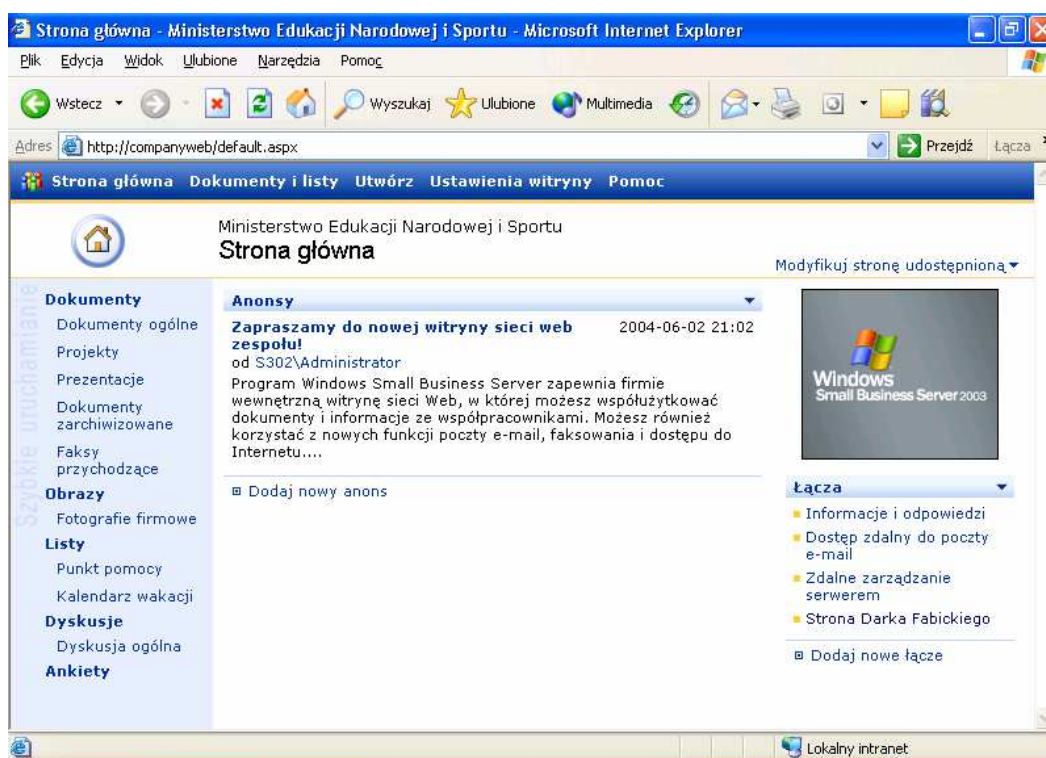 Strona główna - Ministerstwo Edukacji Narodowej i Sportu - Microsoft Internet Explorer
Plik Edycja Widok Ulubione Narzędzia Pomoc
Wstecz Wyszukaj Ulubione Multimedia
Adres http://companyweb/default.aspx Przejdź Łącza
Strona główna Dokumenty i listy Utwórz Ustawienia witryny Pomoc
Ministerstwo Edukacji Narodowej i Sportu
Strona główna
Modyfikuj stronę udostępnioną
Szybkie uruchamianie
Dokumenty
Dokumenty ogólne
Projekty
Prezentacje
Dokumenty
zarchiwizowane
Faksy
przychodzące
Obrazy
Fotografie firmowe
Listy
Punkt pomocy
Kalendarz wakacji
Dyskusje
Dyskusja ogólna
Ankiety
Anonsy
Zapraszamy do nowej witryny sieci web 2004-06-02 21:02
zespołu!
od S302\Administrator
Program Windows Small Business Server zapewnia firmie
wewnętrzną witrynę sieci Web, w której możesz współużytkować
dokumenty i informacje ze współpracownikami. Możesz również
korzystać z nowych funkcji poczty e-mail, faksowania i dostępu do
Internetu....
Dodaj nowy anons
Windows
Small Business Server 2003
Łącza
Informacje i odpowiedzi
Dostęp zdalny do poczty
e-mail
Zdalne zarządzanie
serwerem
Strona Darka Fabickiego
Dodaj nowe łącze
Lokalny intranet